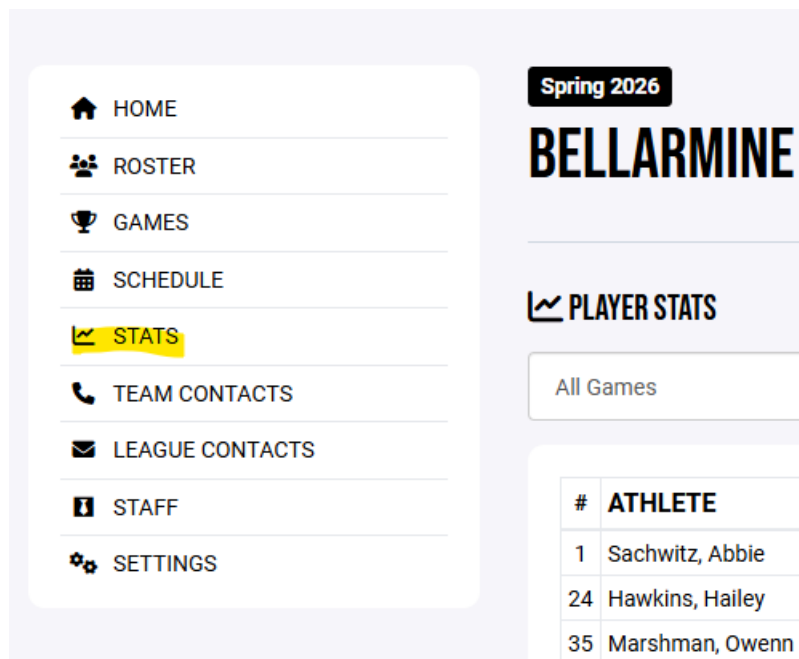 HOME
ROSTER
GAMES
SCHEDULE
STATS
TEAM CONTACTS
LEAGUE CONTACTS
STAFF
SETTINGS
Spring 2026
BELLARMINE
PLAYER STATS
All Games
# ATHLETE
1 Sachwitz, Abbie
24 Hawkins, Hailey
35 Marshman, Owenn